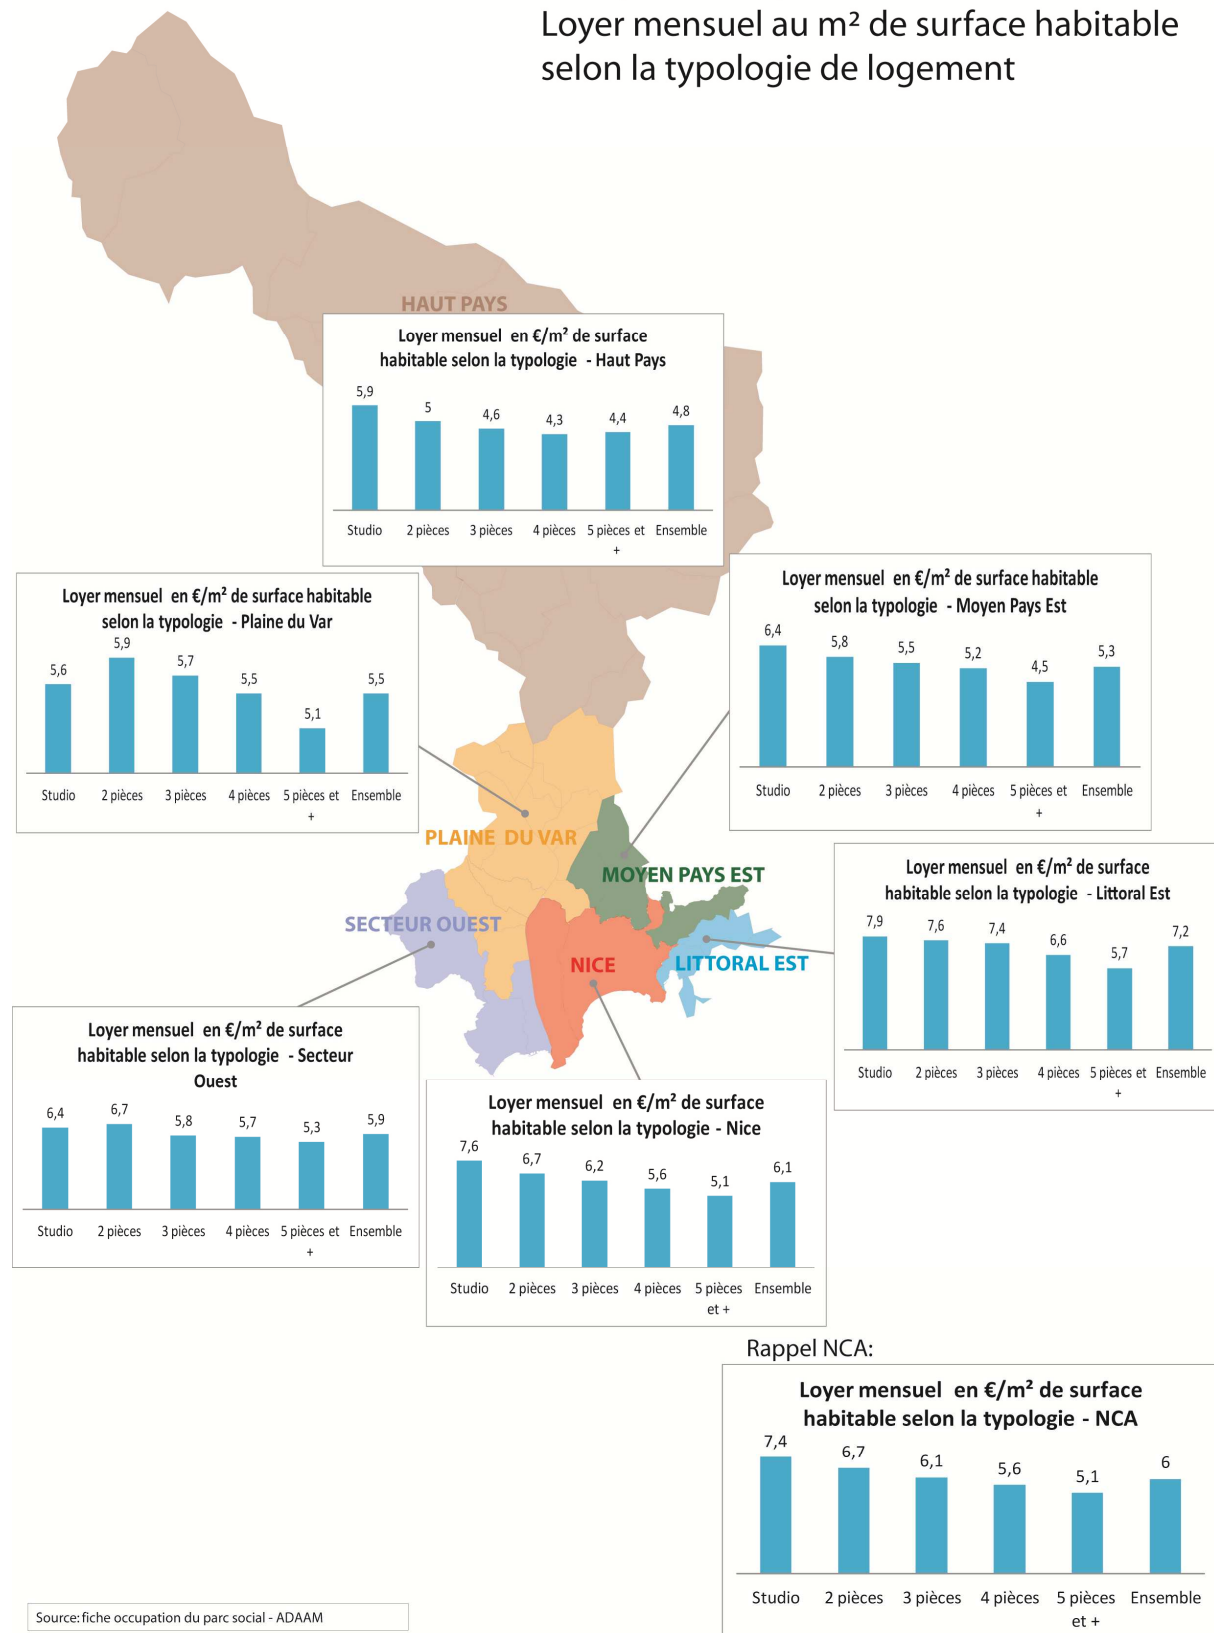 Loyer mensuel au m² de surface habitable
selon la typologie de logement
HAUT PAYS
Loyer mensuel en €/m² de surface
habitable selon la typologie - Haut Pays
5,9
5
4,6
4,3
4,4
4,8
Studio
2 pièces
3 pièces
4 pièces
5 pièces et
+
Ensemble
Loyer mensuel en €/m² de surface habitable
selon la typologie - Plaine du Var
5,6
5,9
5,7
5,5
5,1
5,5
Studio
2 pièces
3 pièces
4 pièces
5 pièces et
+
Ensemble
Loyer mensuel en €/m² de surface habitable
selon la typologie - Moyen Pays Est
6,4
5,8
5,5
5,2
4,5
5,3
Studio
2 pièces
3 pièces
4 pièces
5 pièces et
+
Ensemble
PLAINE DU VAR
MOYEN PAYS EST
SECTEUR OUEST
NICE
LITTORAL EST
Loyer mensuel en €/m² de surface
habitable selon la typologie - Littoral Est
7,9
7,6
7,4
6,6
5,7
7,2
Studio
2 pièces
3 pièces
4 pièces
5 pièces et
+
Ensemble
Loyer mensuel en €/m² de surface
habitable selon la typologie - Secteur
Ouest
6,4
6,7
5,8
5,7
5,3
5,9
Studio
2 pièces
3 pièces
4 pièces
5 pièces et
+
Ensemble
Loyer mensuel en €/m² de surface
habitable selon la typologie - Nice
7,6
6,7
6,2
5,6
5,1
6,1
Studio
2 pièces
3 pièces
4 pièces
5 pièces
et +
Ensemble
Rappel NCA:
Loyer mensuel en €/m² de surface
habitable selon la typologie - NCA
7,4
6,7
6,1
5,6
5,1
6
Studio
2 pièces
3 pièces
4 pièces
5 pièces
et +
Ensemble
Source: fiche occupation du parc social - ADAAM